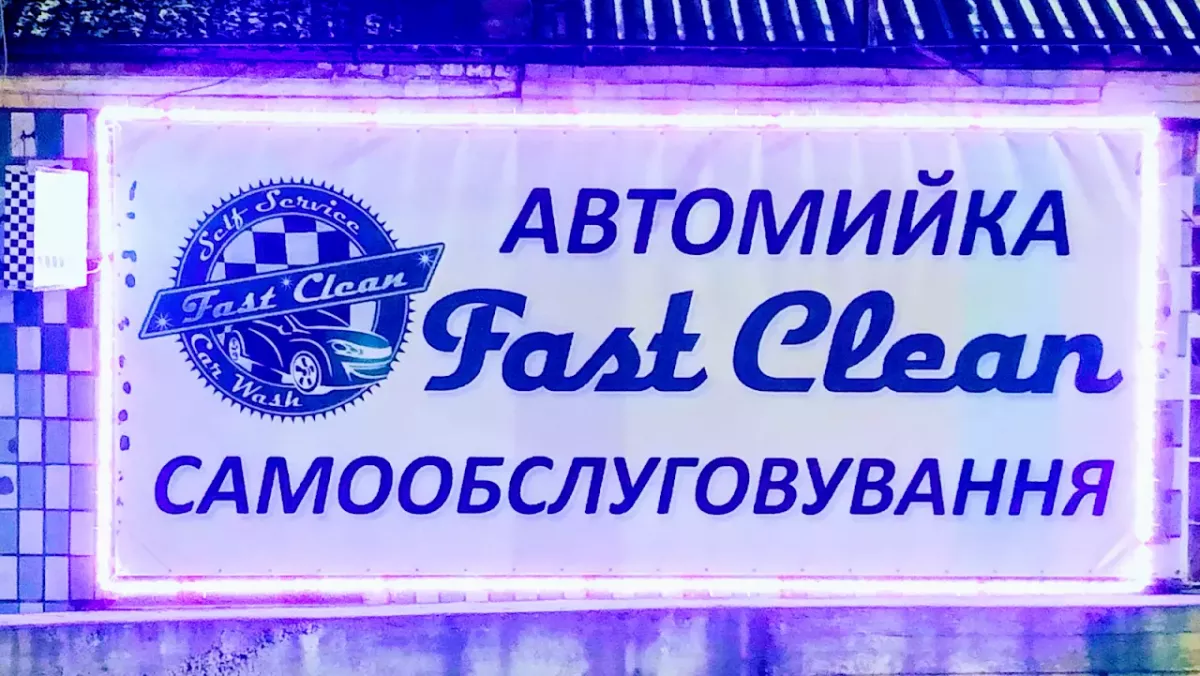 Self Service
Fast Clean
Car Wash
АВТОМИЙКА
Fast Clean
САМООБСЛУГОВУВАННЯ